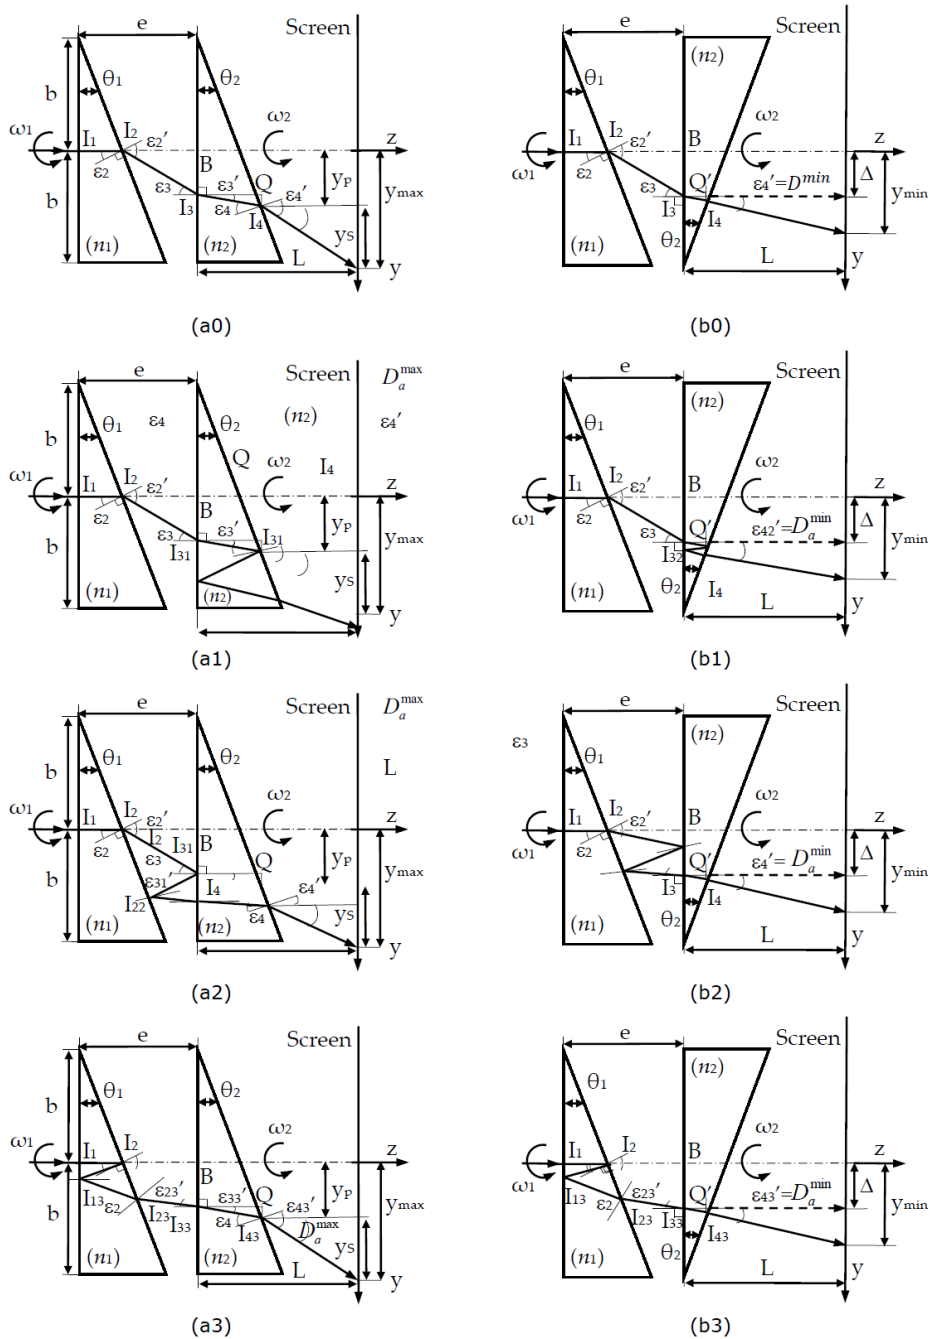 e
Screen
b
θ1
θ2
ω1
I1
I2
ε2′
ω2
z
ε2
B
b
ε3
ε3′
Q
yP
ymax
I3
ε4
ε4′
I4
(n1)
(n2)
yS
L
y
(a0)
e
Screen
(n2)
θ1
ω1
I1
I2
ε2′
B
ω2
z
ε2
ε3
Q′
ε4′=Dmin
Δ
ymin
I3
I4
θ2
(n1)
L
y
(b0)
e
Screen
Damax
b
θ1
ε4
θ2
(n2)
ε4′
Q
ω1
I1
I2
ε2′
ω2
I4
z
ε2
B
b
ε3
ε3′
I31
yP
ymax
I31
yS
(n1)
(n2)
y
(a1)
e
Screen
(n2)
θ1
ω1
I1
I2
ε2′
B
ω2
z
ε2
ε3
Q′
ε42′=Damin
Δ
ymin
I32
θ2
I4
(n1)
L
y
(b1)
e
Screen
Damax
b
θ1
θ2
L
ω1
I1
I2
ε2′
ω2
z
ε2
I2
I31
B
b
ε3
Q
yP
ymax
ε31′
I4
ε4′
I22
ε4
yS
(n1)
(n2)
y
(a2)
e
Screen
ε3
(n2)
θ1
ω1
I1
I2
ε2′
B
ω2
z
ε2
Q′
ε4′=Damin
Δ
ymin
I3
I4
θ2
(n1)
L
y
(b2)
e
Screen
b
θ1
θ2
ω1
I1
I2
ω2
z
b
I13
ε2
ε23′
B
ε33′
Q
ε43′
yP
ymax
I23
I33
ε4
I43
Damax
yS
(n1)
(n2)
L
y
(a3)
e
Screen
(n2)
θ1
ω1
I1
I2
B
ω2
z
I13
ε2
ε23′
Q′
ε43′=Damin
Δ
ymin
I23
I33
I43
θ2
(n1)
L
y
(b3)